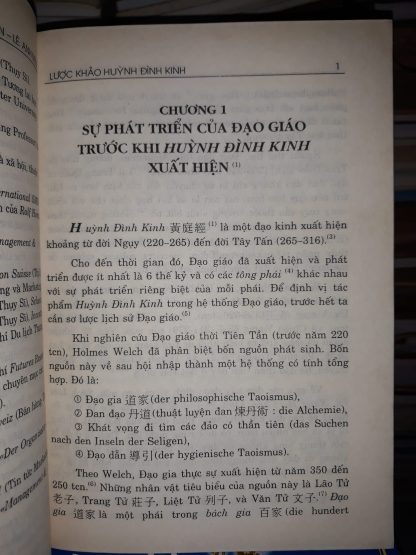 N – LÊ ANH
(Thụy Sĩ),
LƯỢC KHẢO HUỲNH ĐÌNH KINH 1
CHƯƠNG 1
SỰ PHÁT TRIỂN CỦA ĐẠO GIÁO
TRƯỚC KHI HUỲNH ĐÌNH KINH
XUẤT HIỆN (1)
Huỳnh Đình Kinh 黃庭經(1) là một đạo kinh xuất hiện
khoảng từ đời Ngụy (220–265) đến đời Tây Tấn (265–316).(3)
Cho đến thời gian đó, Đạo giáo đã xuất hiện và phát
triển được ít nhất là 6 thế kỷ và có các tông phái (4) khác nhau
với sự phát triển riêng biệt của mỗi phái. Để định vị tác
phẩm Huỳnh Đình Kinh trong hệ thống Đạo giáo, trước hết ta
cần sơ lược lịch sử Đạo giáo.(5)
Khi nghiên cứu Đạo giáo thời Tiên Tần (trước năm 220
tcn), Holmes Welch đã phân biệt bốn nguồn phát sinh. Bốn
nguồn này về sau hội nhập thành một hệ thống có tính tổng
hợp. Đó là:
① Đạo gia 道家(der philosophische Taoismus),
② Đan đạo 丹道(thuật luyện đan 煉丹術 : die Alchemie),
③ Khát vọng đi tìm các đảo có thần tiên (das Suchen
nach den Inseln der Seligen),
④ Đạo dẫn 導引(der hygienische Taoismus).
Theo Welch, Đạo gia thực sự xuất hiện từ năm 350 đến
250 tcn.(6) Những nhân vật tiêu biểu của nguồn này là Lão Tử
老子, Trang Tử 莊子, Liệt Tử 列子, và Văn Tử 文子.(7) Đạo
gia 道家 là một phái trong bách gia 百家 (die hundert